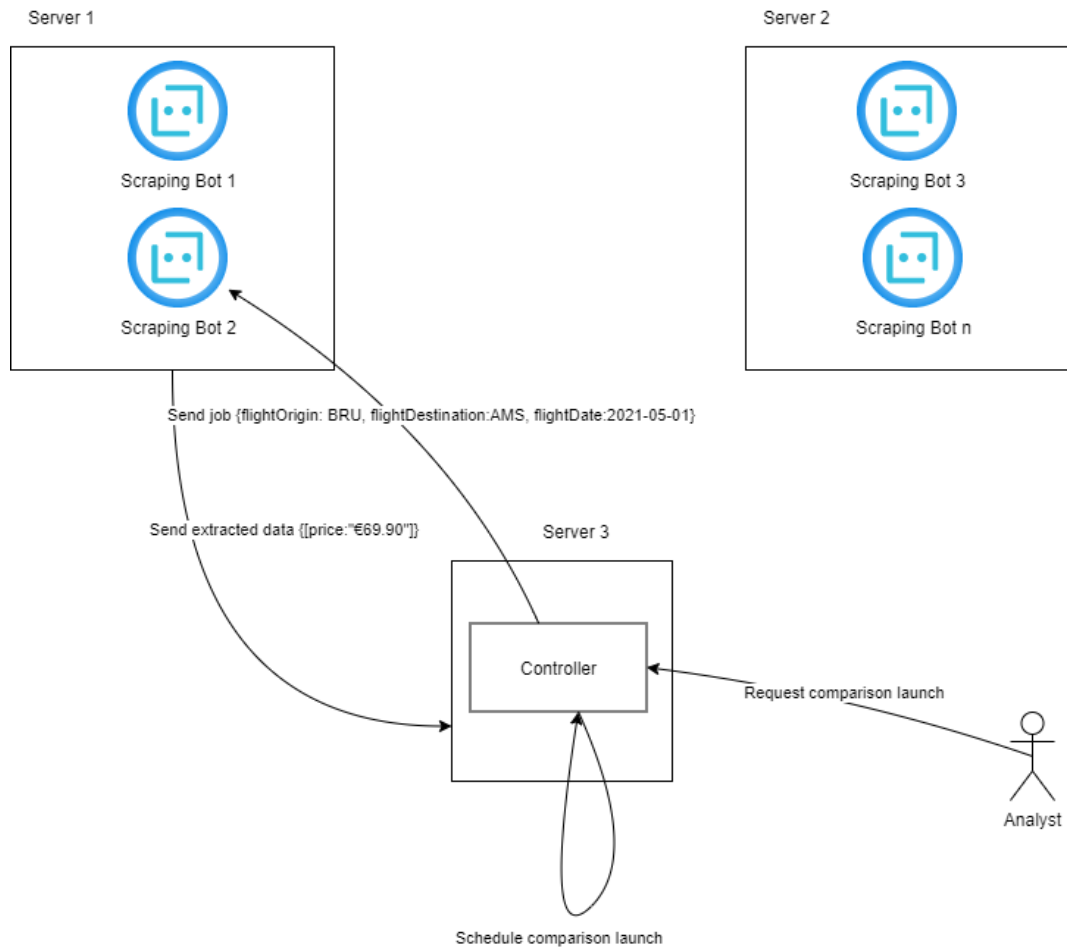 Server 1
Server 2
Scraping Bot 1
Scraping Bot 3
Scraping Bot 2
Scraping Bot n
Send job {flightOrigin: BRU, flightDestination:AMS, flightDate:2021-05-01}
Send extracted data {[price:"€69.90"]}
Server 3
Controller
Request comparison launch
Analyst
Schedule comparison launch